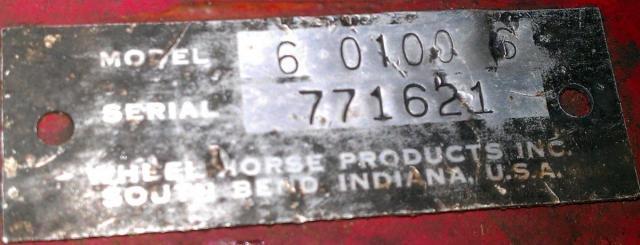 MODEL 6 0100 6
SERIAL 771621
WHEEL HORSE PRODUCTS INC.
SOUTH BEND, INDIANA, U.S.A.